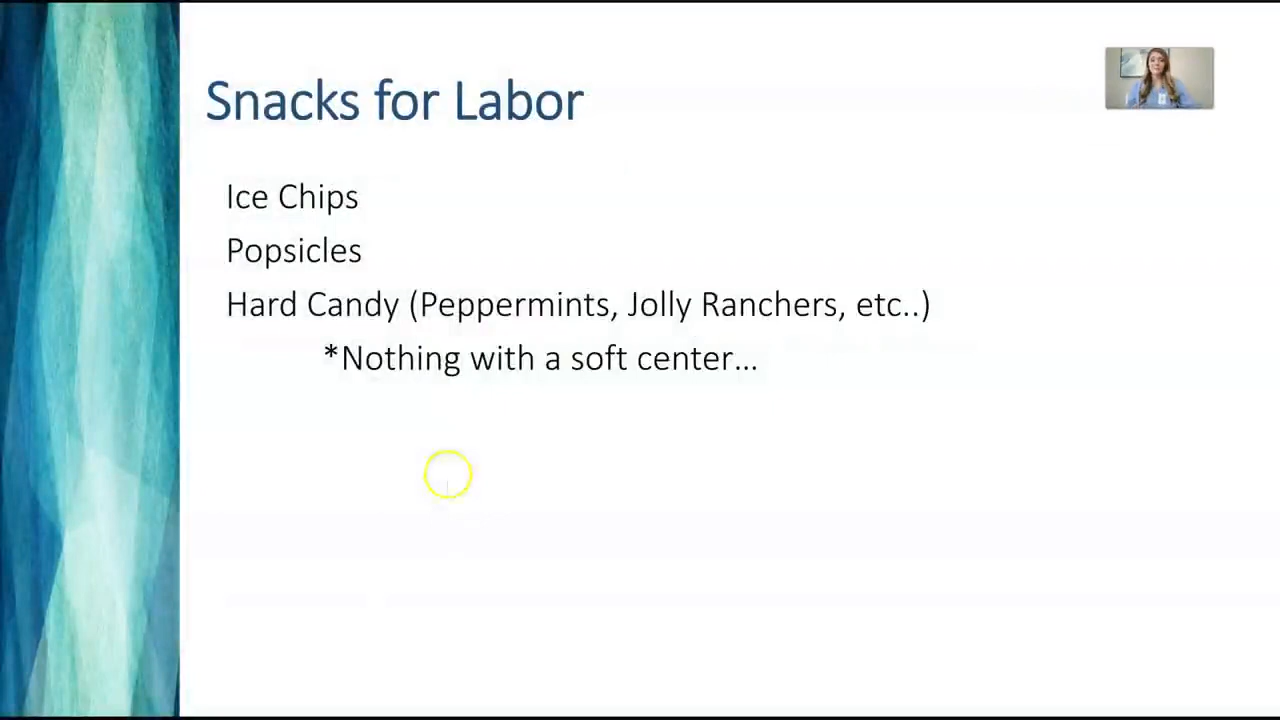 Snacks for Labor
Ice Chips
Popsicles
Hard Candy (Peppermints, Jolly Ranchers, etc..)
*Nothing with a soft center...